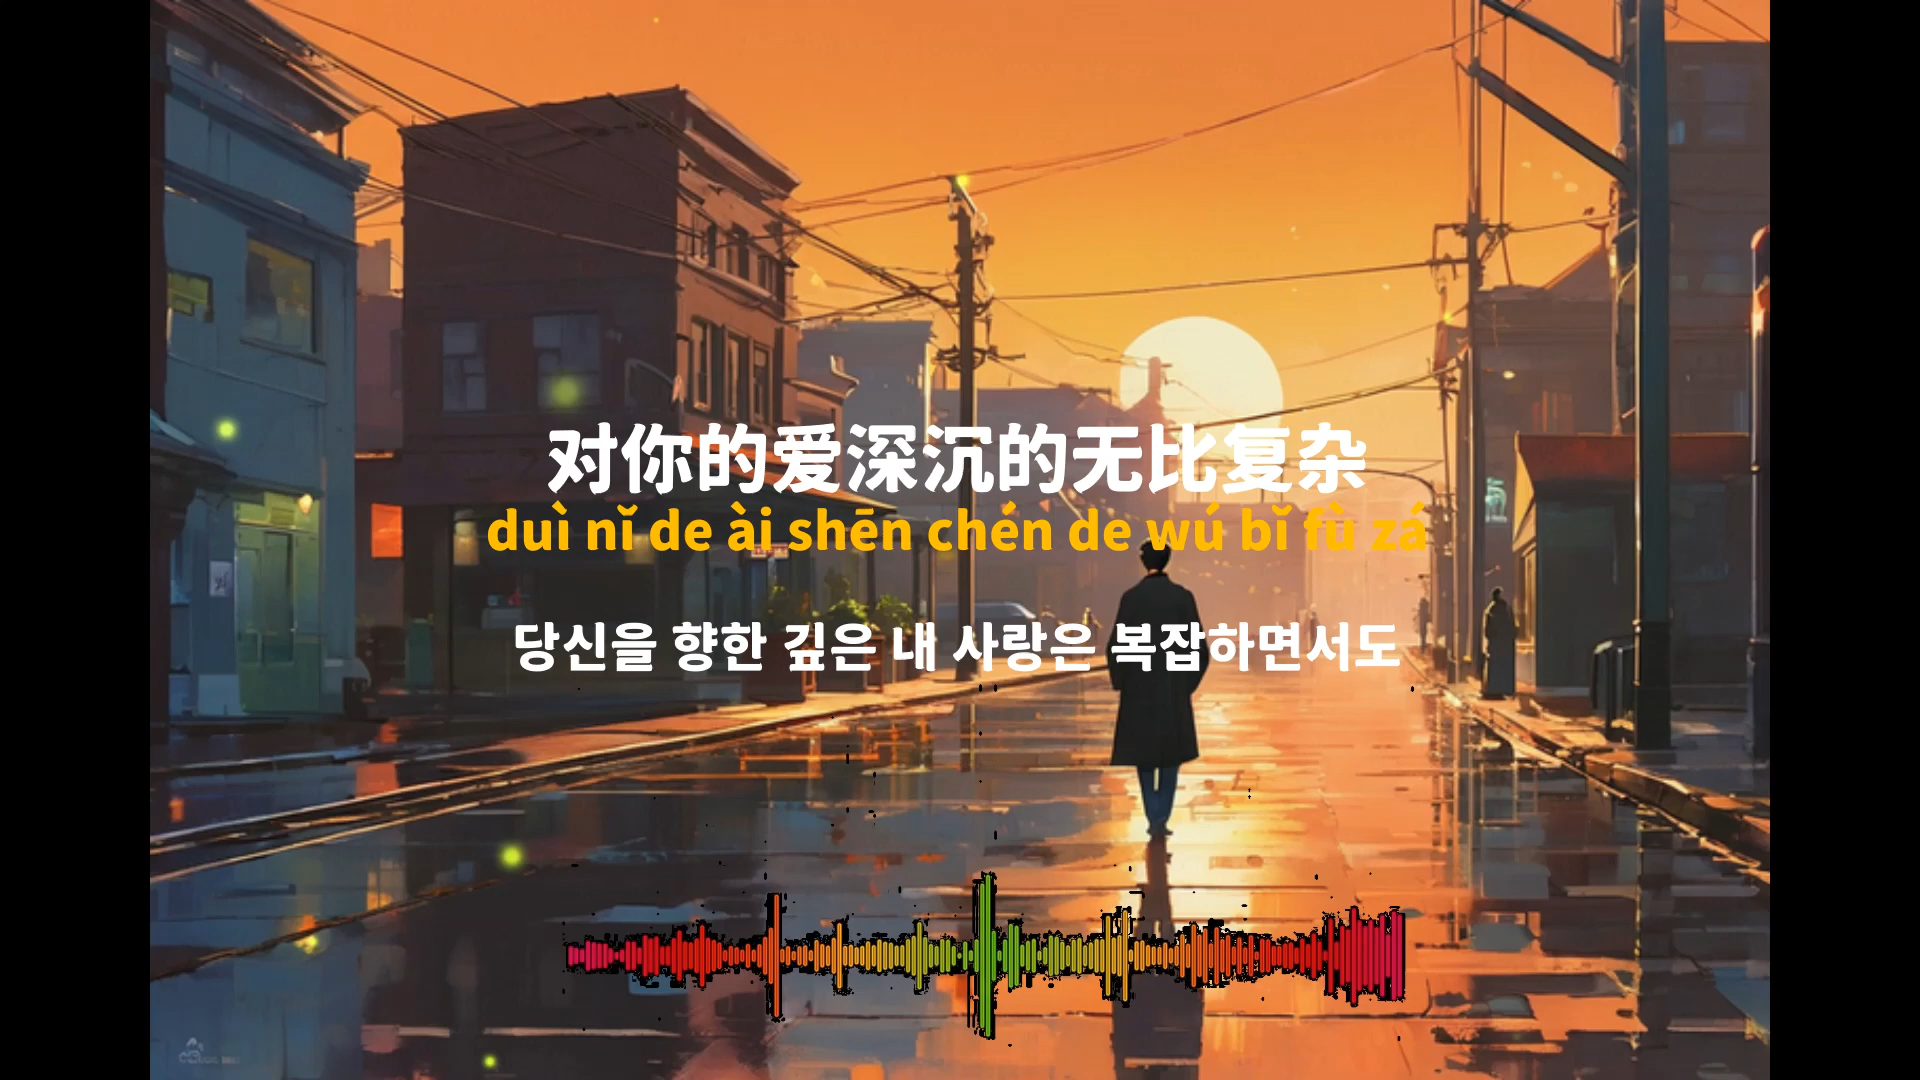 对你的爱深沉的无比复杂
duì nǐ de ài shēn chén de wú bǐ fù zá
당신을 향한 깊은 내 사랑은 복잡하면서도